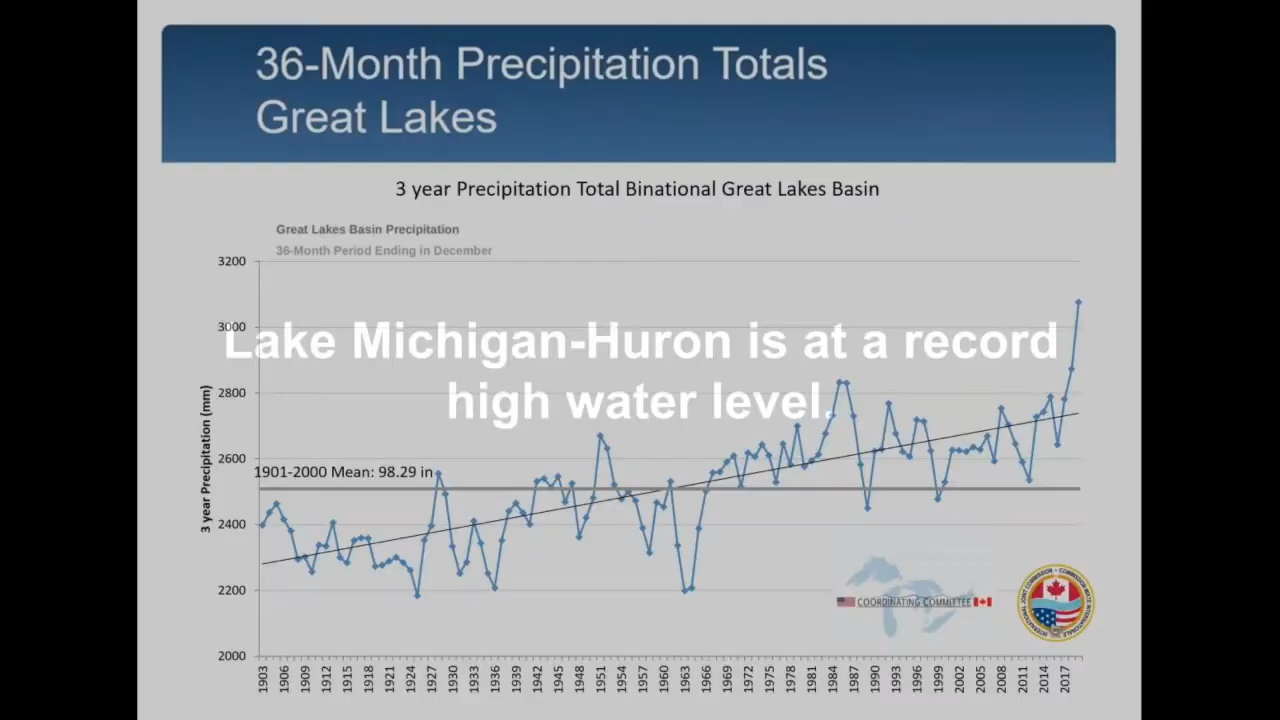 36-Month Precipitation Totals
Great Lakes
3 year Precipitation Total Binational Great Lakes Basin
Great Lakes Basin Precipitation
36-Month Period Ending in December
3200
3000
2800
2600
2400
2200
2000
3 year Precipitation (mm)
Lake Michigan-Huron is at a record
high water level.
1901-2000 Mean: 98.29 in
COORDINATING COMMITTEE
1903 1906 1909 1912 1915 1918 1921 1924 1927 1930 1933 1936 1939 1942 1945 1948 1951 1954 1957 1960 1963 1966 1969 1972 1975 1978 1981 1984 1987 1990 1993 1996 1999 2002 2005 2008 2011 2014 2017